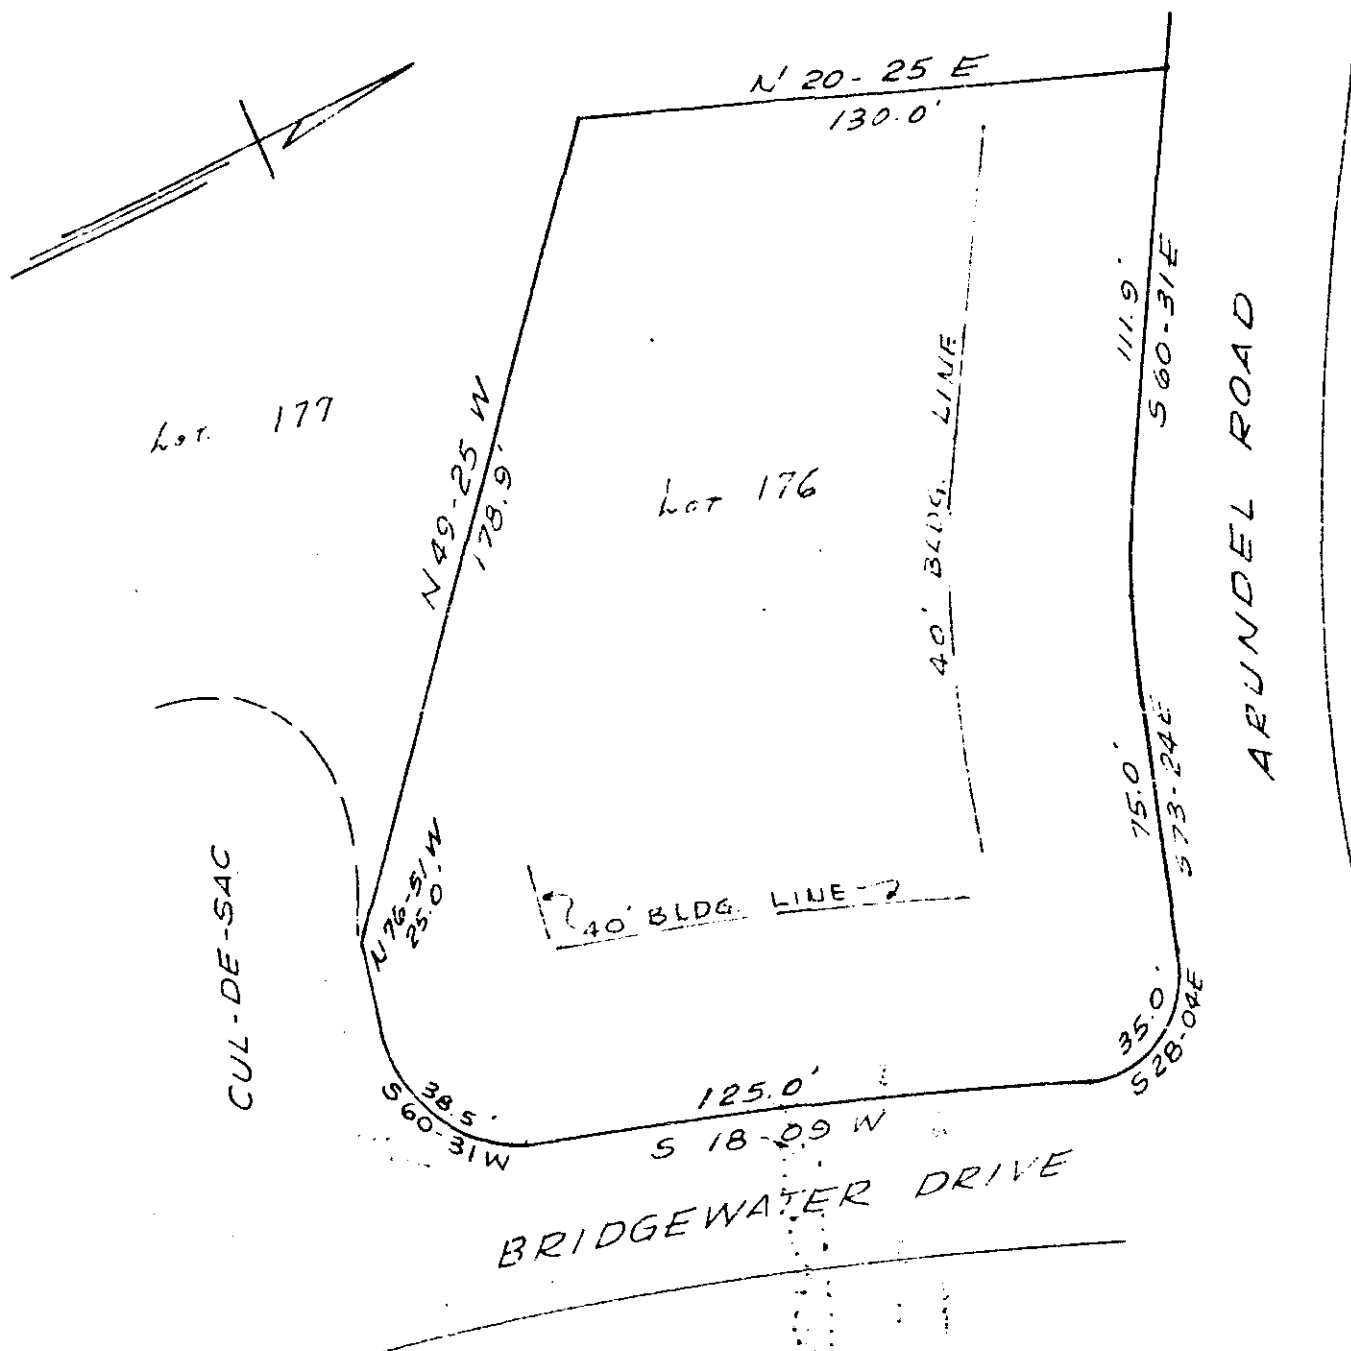 N 20-25 E
130.0'
111.9'
S 60-31 E
ARUNDEL ROAD
40' BLDG. LINE
Lot. 177
Lot 176
N 49-25 W
178.9'
75.0'
S 73-24 E
N 76-51 W
25.0'
CUL-DE-SAC
40' BLDG. LINE
35.0'
S 28-04 E
38.5'
S 60-31 W
125.0'
S 18-09 W
BRIDGEWATER DRIVE